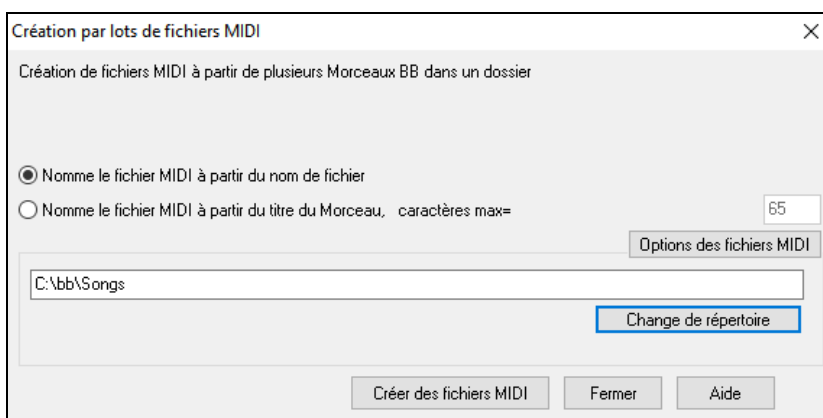 Création par lots de fichiers MIDI
Création de fichiers MIDI à partir de plusieurs Morceaux BB dans un dossier
Nomme le fichier MIDI à partir du nom de fichier
Nomme le fichier MIDI à partir du titre du Morceau, caractères max= 65
Options des fichiers MIDI
C:\bb\Songs
Change de répertoire
Créer des fichiers MIDI Fermer Aide